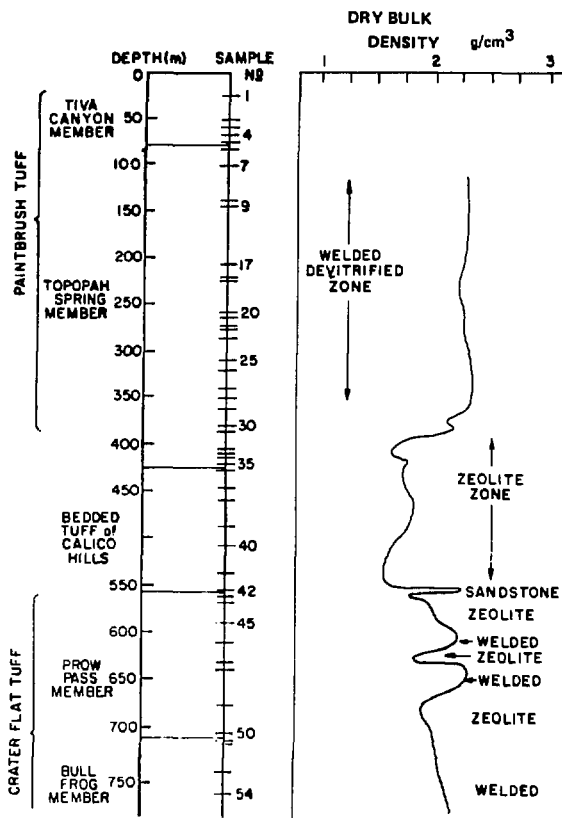 DRY BULK
DENSITY g/cm3
DEPTH(m) SAMPLE
0 Nº 1 2 3
1
TIVA
CANYON
MEMBER
50
4
100
7
150
9
200
17
250
20
300
25
350
30
400
35
450
40
550
42
600
45
650
700
50
750
54
PAINTBRUSH TUFF
TOPOPAH
SPRING
MEMBER
WELDED
DEVITRIFIED
ZONE
ZEOLITE
ZONE
BEDDED
TUFF of
CALICO
HILLS
SANDSTONE
ZEOLITE
WELDED
ZEOLITE
WELDED
ZEOLITE
WELDED
CRATER FLAT TUFF
PROW
PASS
MEMBER
BULL
FROG
MEMBER